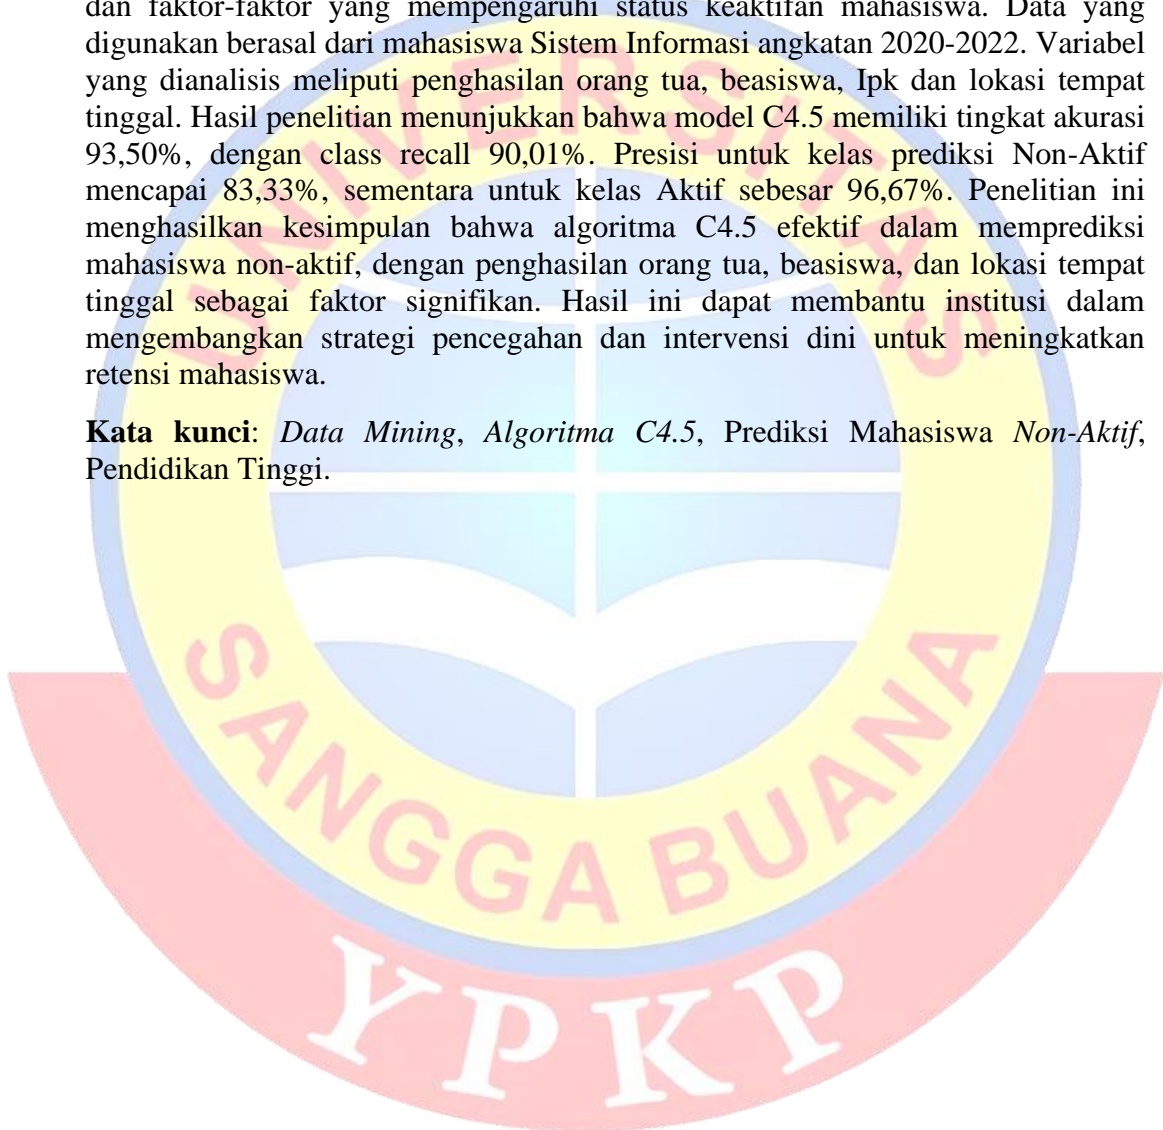 dan faktor-faktor yang mempengaruhi status keaktifan mahasiswa. Data yang
digunakan berasal dari mahasiswa Sistem Informasi angkatan 2020-2022. Variabel
yang dianalisis meliputi penghasilan orang tua, beasiswa, Ipk dan lokasi tempat
tinggal. Hasil penelitian menunjukkan bahwa model C4.5 memiliki tingkat akurasi
93,50%, dengan class recall 90,01%. Presisi untuk kelas prediksi Non-Aktif
mencapai 83,33%, sementara untuk kelas Aktif sebesar 96,67%. Penelitian ini
menghasilkan kesimpulan bahwa algoritma C4.5 efektif dalam memprediksi
mahasiswa non-aktif, dengan penghasilan orang tua, beasiswa, dan lokasi tempat
tinggal sebagai faktor signifikan. Hasil ini dapat membantu institusi dalam
mengembangkan strategi pencegahan dan intervensi dini untuk meningkatkan
retensi mahasiswa.
Kata kunci: Data Mining, Algoritma C4.5, Prediksi Mahasiswa Non-Aktif,
Pendidikan Tinggi.
UNIVERSITAS
SANGGA BUANA
YPKP